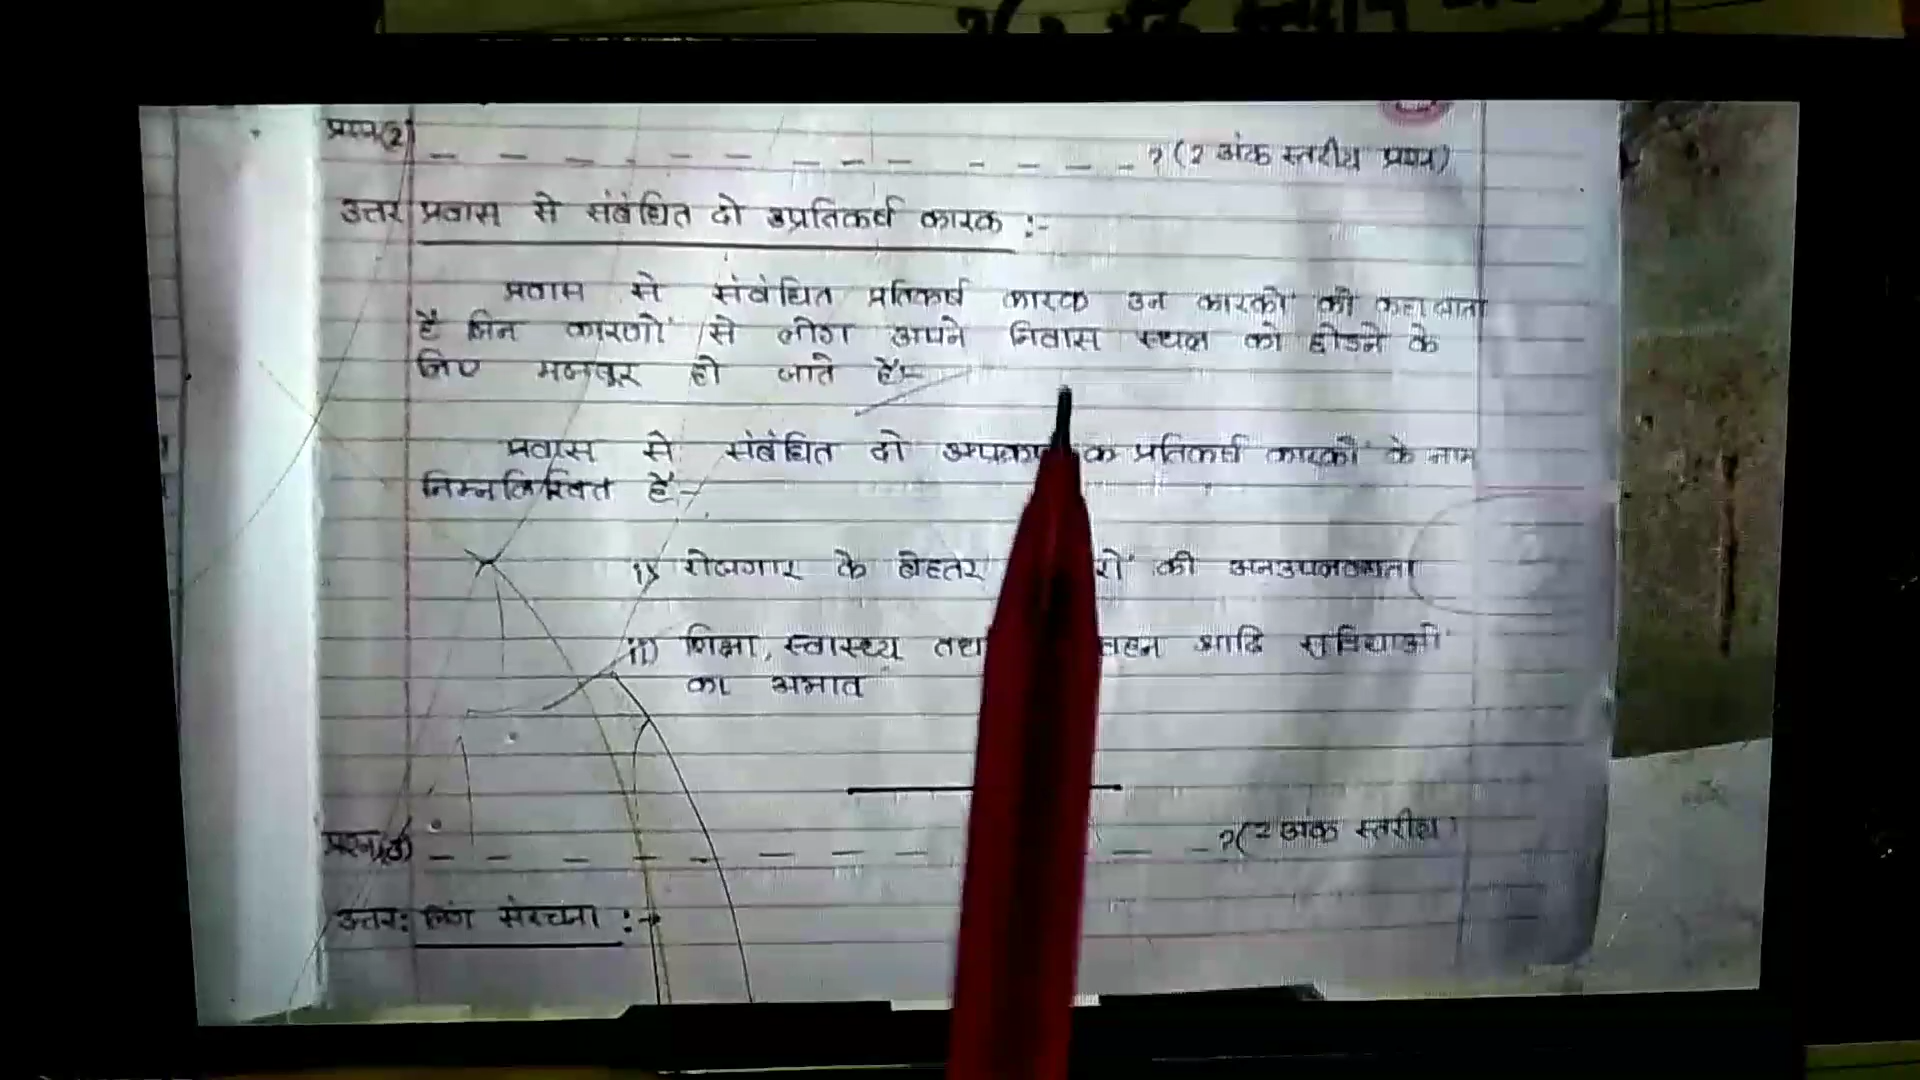 प्रश्न(2) — — — — — — — — — — — — ? (2 अंक स्तरीय प्रश्न)
उत्तर प्रवास से संबंधित दो प्रतिकर्ष कारक :-
प्रवास से संबंधित प्रतिकर्ष कारक उन कारको को कहा जाता
है जिन कारणों से लोग अपने निवास स्थल को छोडने के
लिए मजबूर हो जाते हैं।
प्रवास से संबंधित दो प्रतिकर्ष कारकों के नाम
निम्नलिखित हैं:-
i) रोजगार के बेहतर की अनउपलब्धता
ii) शिक्षा, स्वास्थ्य तथा आदि सुविधाओं
का अभाव
प्रश्न(3) — — — — — — — — — — — ? (2 अंक स्तरीय)
उत्तर: लिंग संरचना :→